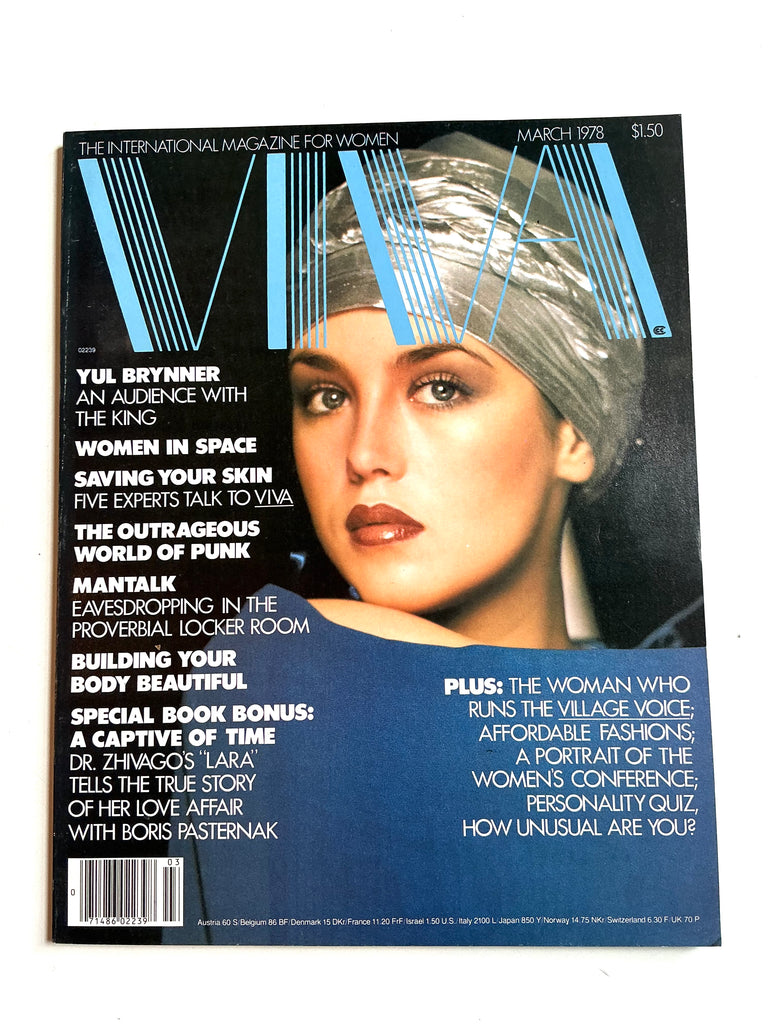 THE INTERNATIONAL MAGAZINE FOR WOMEN
MARCH 1978
$1.50
VIVA
02239
YUL BRYNNER
AN AUDIENCE WITH
THE KING
WOMEN IN SPACE
SAVING YOUR SKIN
FIVE EXPERTS TALK TO VIVA
THE OUTRAGEOUS
WORLD OF PUNK
MANTALK
EAVESDROPPING IN THE
PROVERBIAL LOCKER ROOM
BUILDING YOUR
BODY BEAUTIFUL
SPECIAL BOOK BONUS:
A CAPTIVE OF TIME
DR. ZHIVAGO'S "LARA"
TELLS THE TRUE STORY
OF HER LOVE AFFAIR
WITH BORIS PASTERNAK
PLUS: THE WOMAN WHO
RUNS THE VILLAGE VOICE;
AFFORDABLE FASHIONS;
A PORTRAIT OF THE
WOMEN'S CONFERENCE;
PERSONALITY QUIZ,
HOW UNUSUAL ARE YOU?
03
0
71486 02239
Austria 60 S/Belgium 86 BF/Denmark 15 DKr/France 11.20 FrF/Israel 1.50 U.S./Italy 2100 L/Japan 850 Y/Norway 14.75 NKr/Switzerland 6.30 F/UK 70 P